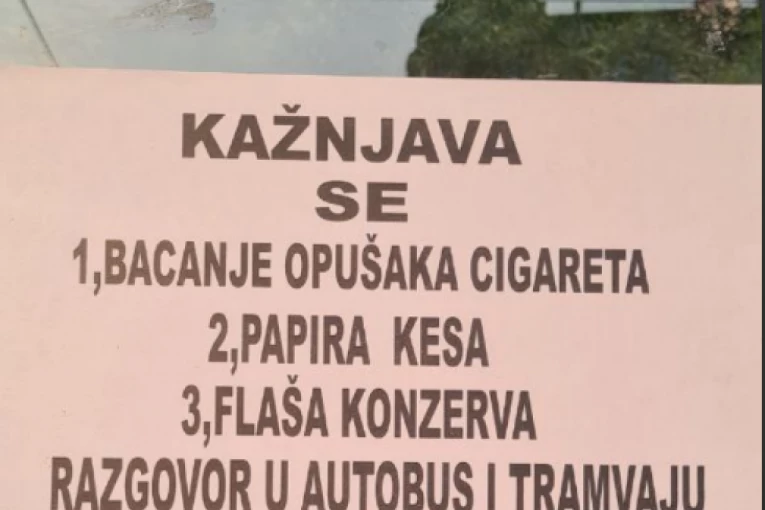 KAŽNJAVA
SE
1,BACANJE OPUŠAKA CIGARETA
2,PAPIRA KESA
3,FLAŠA KONZERVA
RAZGOVOR U AUTOBUS I TRAMVAJU